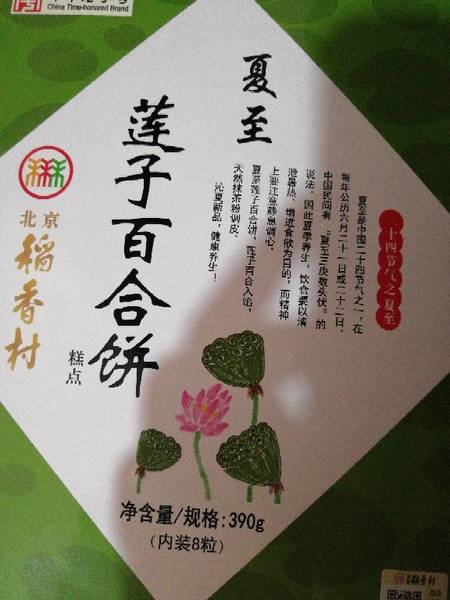 China Time-honored Brand
夏至
莲子百合饼
糕点
北京
稻香村
二十四节气之夏至
夏至是中国二十四节气之一，在
每年公历六月二十一日或二十二日。
中国民间有“夏至三庚数头伏”的
说法。因此夏季养生，饮食要以清
泄暑热、增进食欲为目的，而精神
上要注意静息调心。
夏至莲子百合饼，莲子百合入馅，
天然抹茶粉调皮。
沁夏新品，健康养生！
净含量/规格:390g
(内装8粒)
稻香村